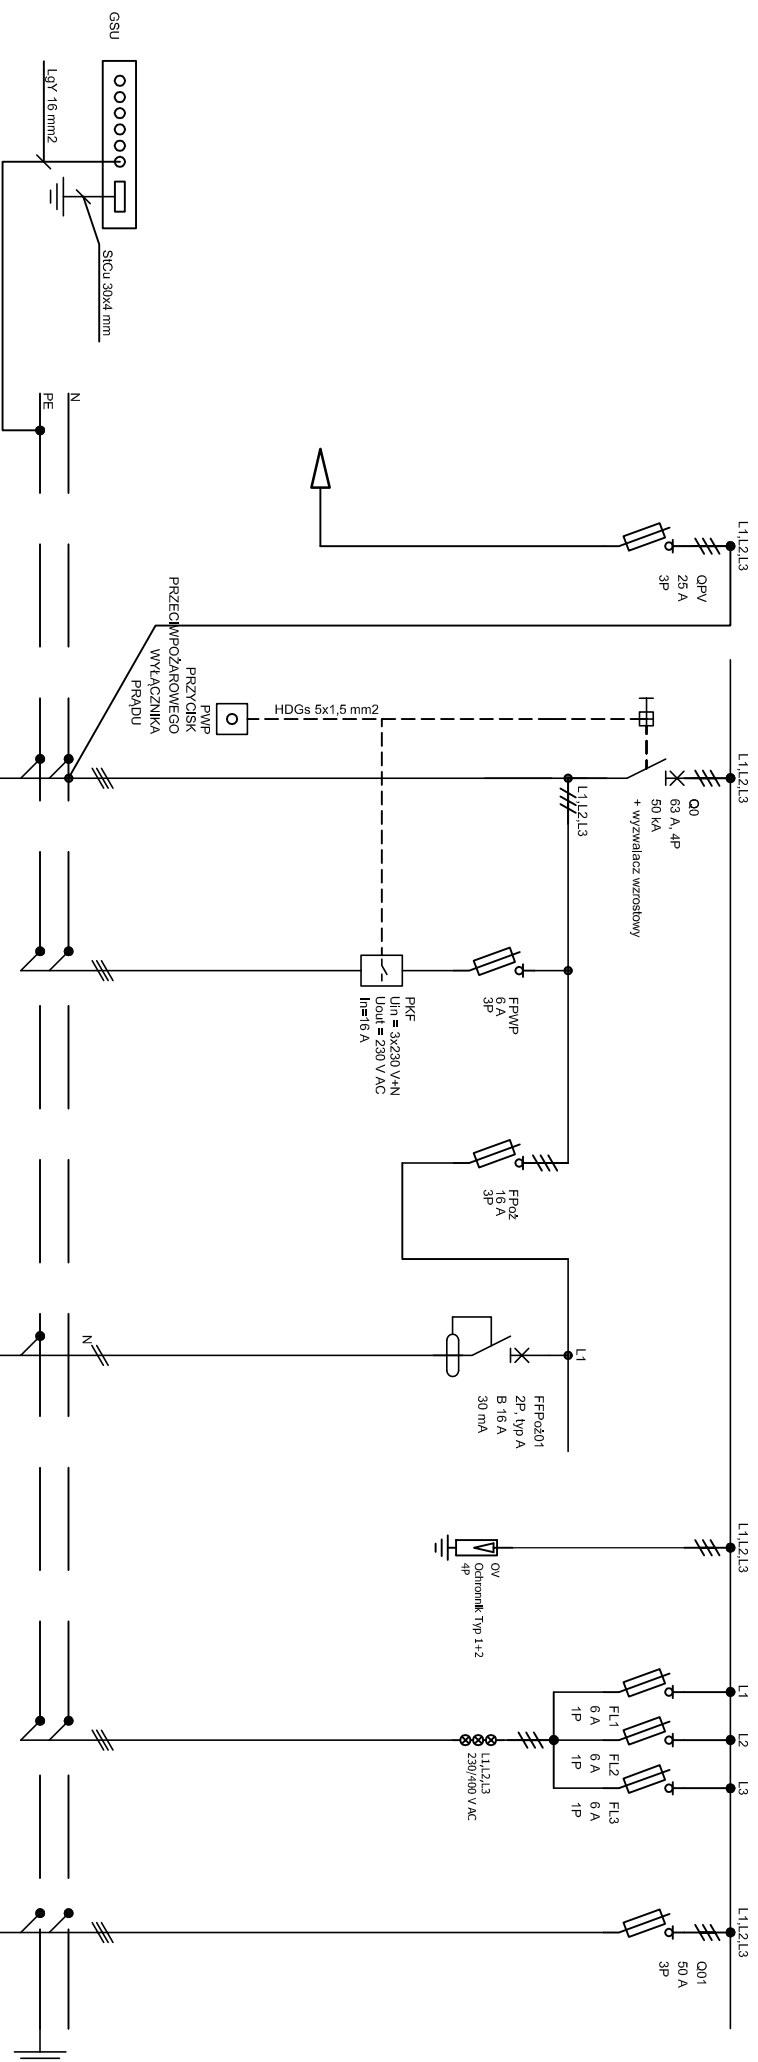 GSU
LgY 16 mm2
StCu 30x4 mm
N
PE
L1,L2,L3
QPV
25 A
3P
PWP
PRZYCISK
PRZECIWPOŻAROWEGO
WYŁĄCZNIKA
PRĄDU
HDGs 5x1,5 mm2
L1,L2,L3
Q0
63 A, 4P
50 kA
+ wyzwalacz wzrostowy
L1,L2,L3
FPWP
6 A
3P
PKF
Uin = 3x230 V+N
Uout = 230 V AC
In=16 A
FPoż
16 A
3P
L1
FFPoż01
2P, typ A
B 16 A
30 mA
N
L1,L2,L3
OV
Ochronnik Typ 1+2
4P
L1
FL1
6 A
1P
L2
FL2
6 A
1P
L3
FL3
6 A
1P
L1,L2,L3
230/400 V AC
L1,L2,L3
Q01
50 A
3P